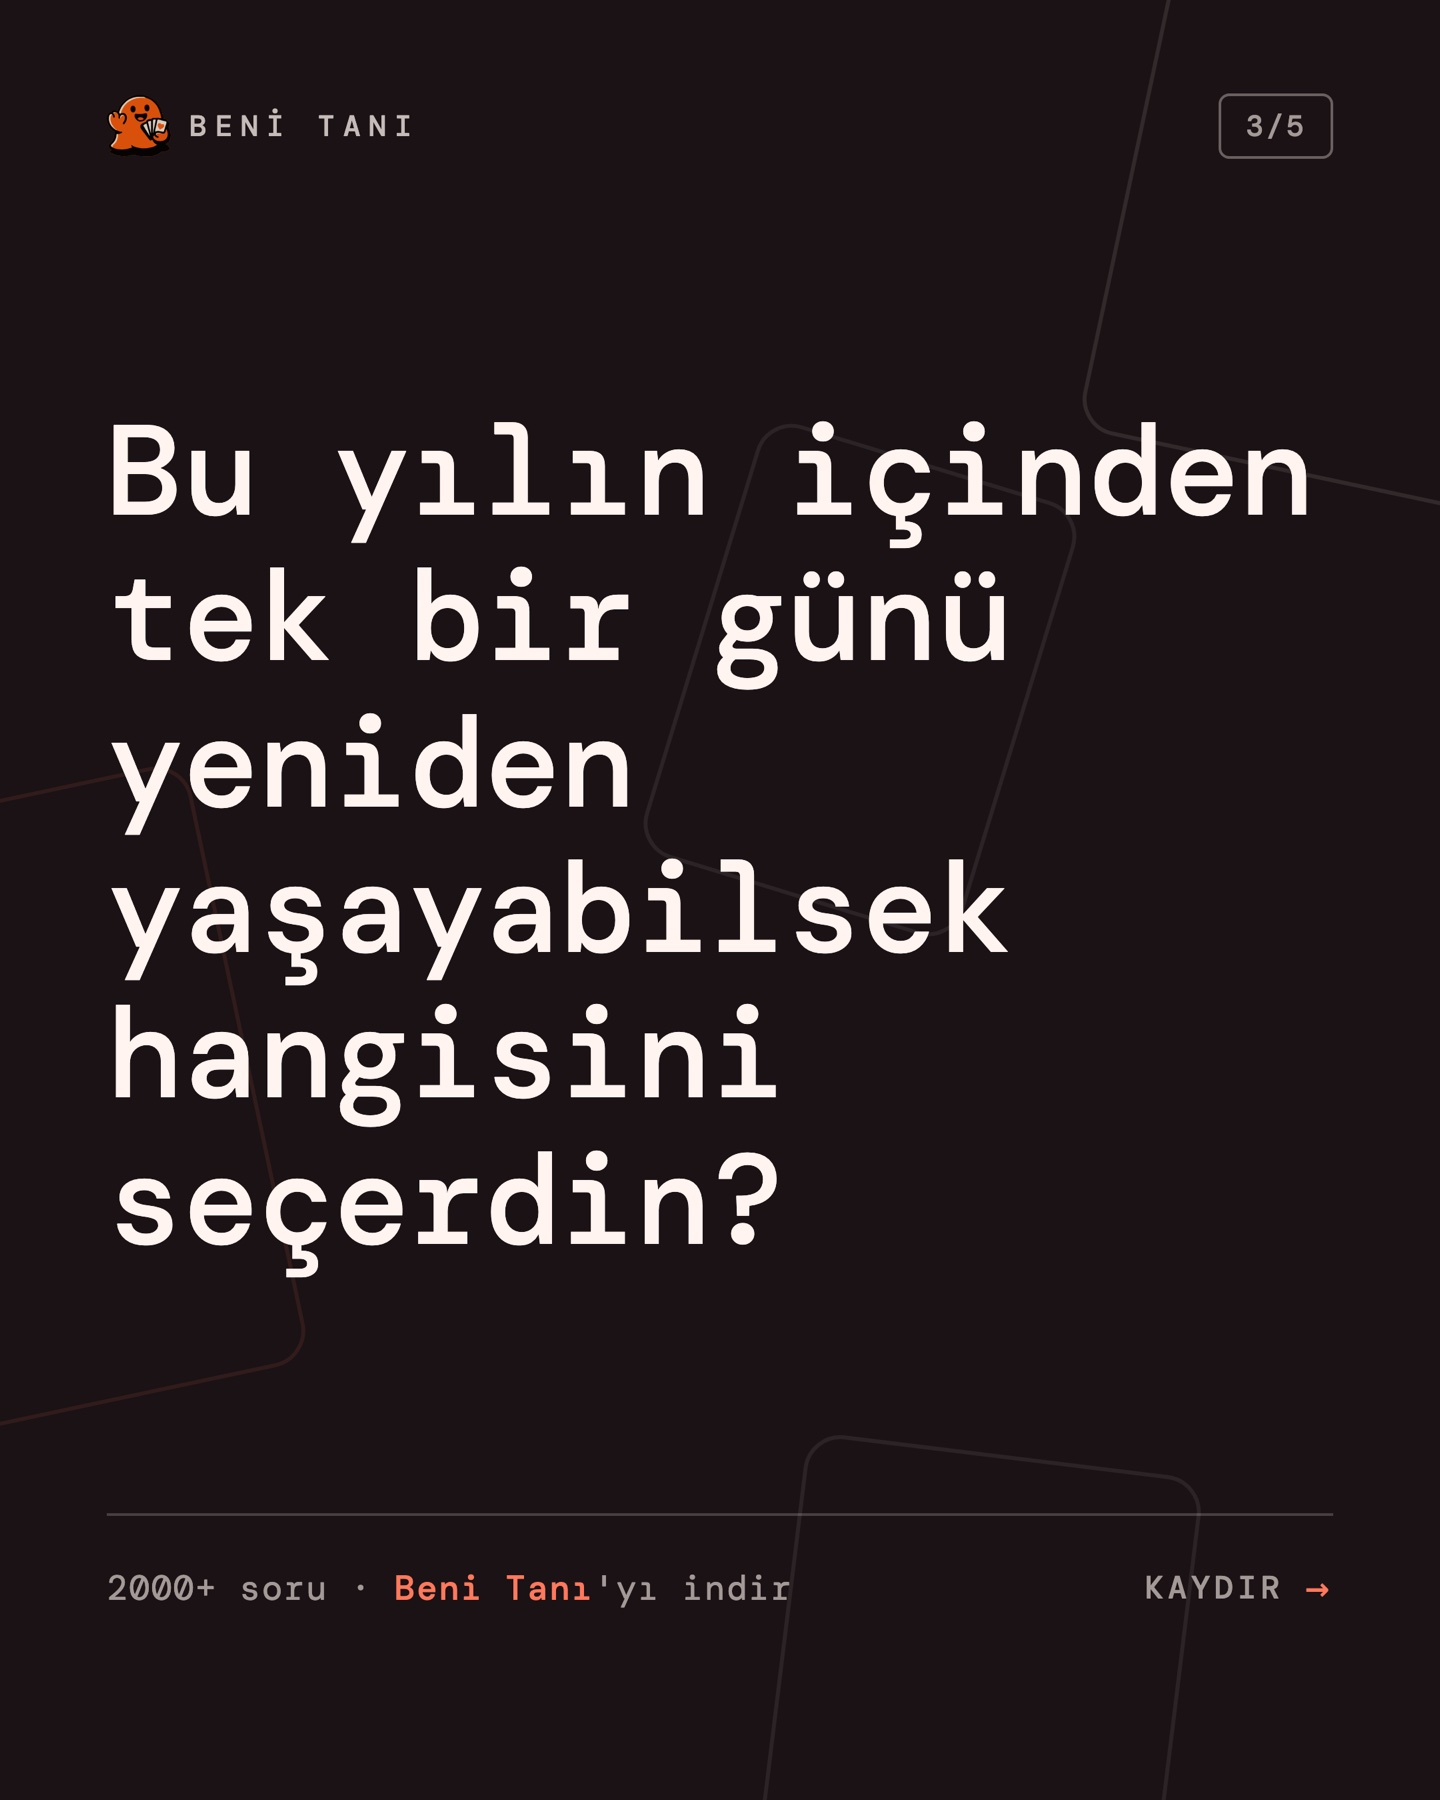 BENİ TANI
3/5
Bu yılın içinden
tek bir günü
yeniden
yaşayabilsek
hangisini
seçerdin?
2000+ soru · Beni Tanı'yı indir
KAYDIR →